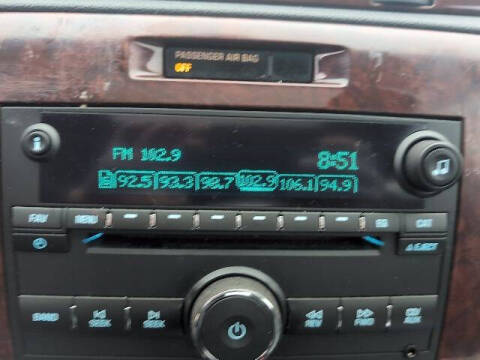 PASSENGER AIR BAG
OFF
FM 102.9 8:51
92.5 93.3 98.7 102.9 106.1 94.9
FAV MENU EQ CAT
EJECT
BAND SEEK SEEK REV FWD CD/AUX